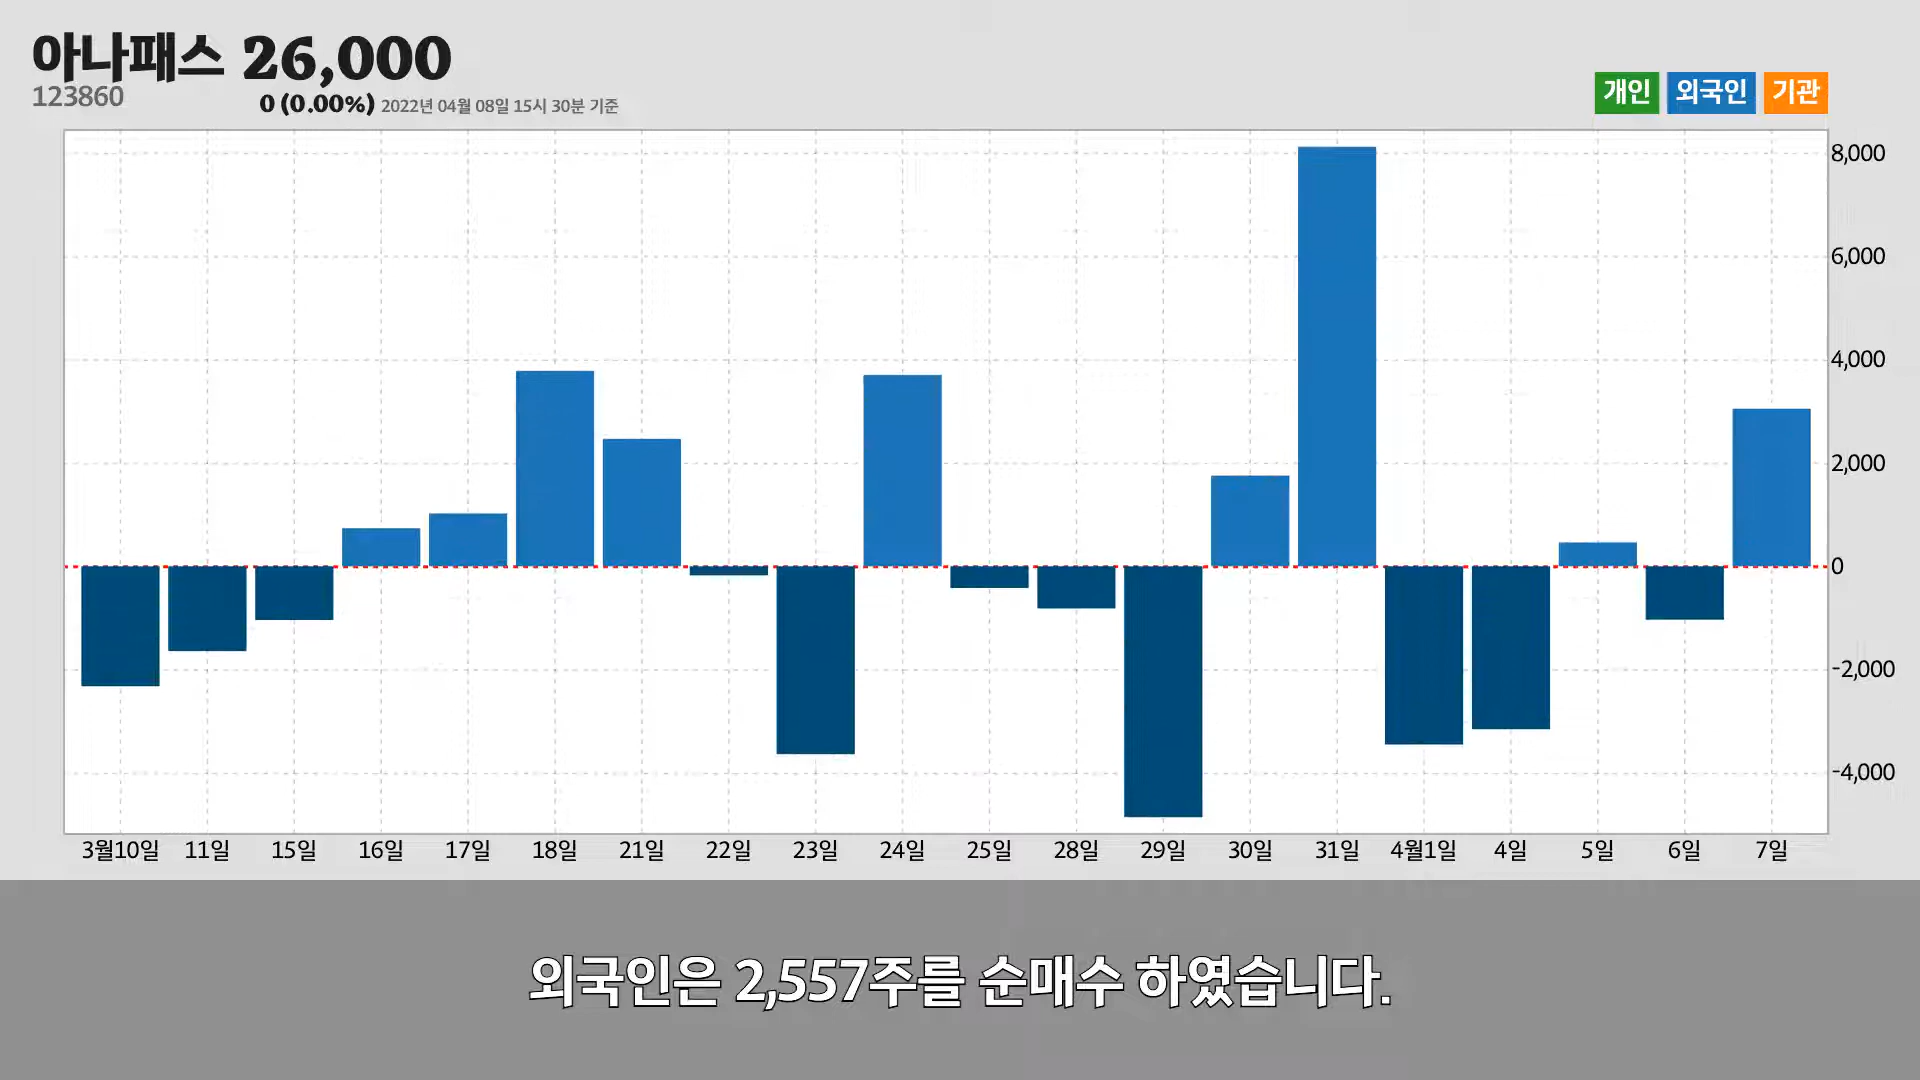 아나패스 26,000
123860
0 (0.00%) 2022년 04월 08일 15시 30분 기준
개인 외국인 기관
8,000
6,000
4,000
2,000
0
-2,000
-4,000
3월10일 11일 15일 16일 17일 18일 21일 22일 23일 24일 25일 28일 29일 30일 31일 4월1일 4일 5일 6일 7일
외국인은 2,557주를 순매수 하였습니다.